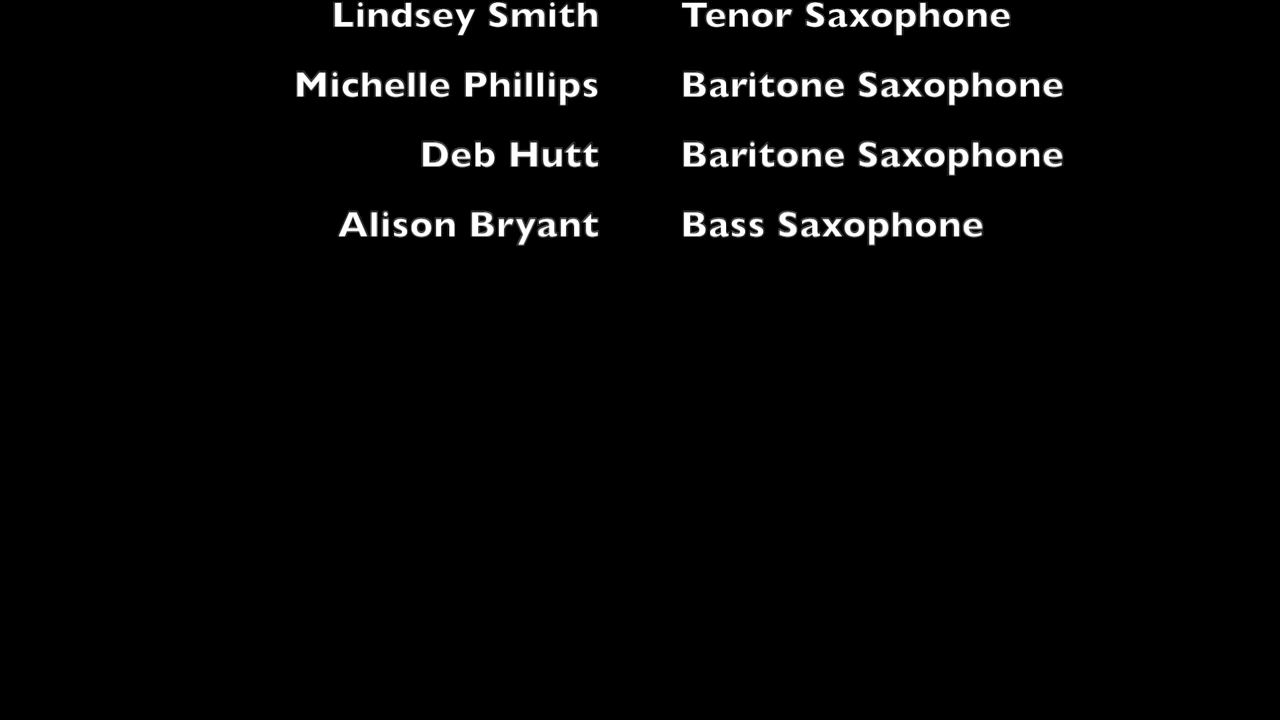 Lindsey Smith Tenor Saxophone
Michelle Phillips Baritone Saxophone
Deb Hutt Baritone Saxophone
Alison Bryant Bass Saxophone